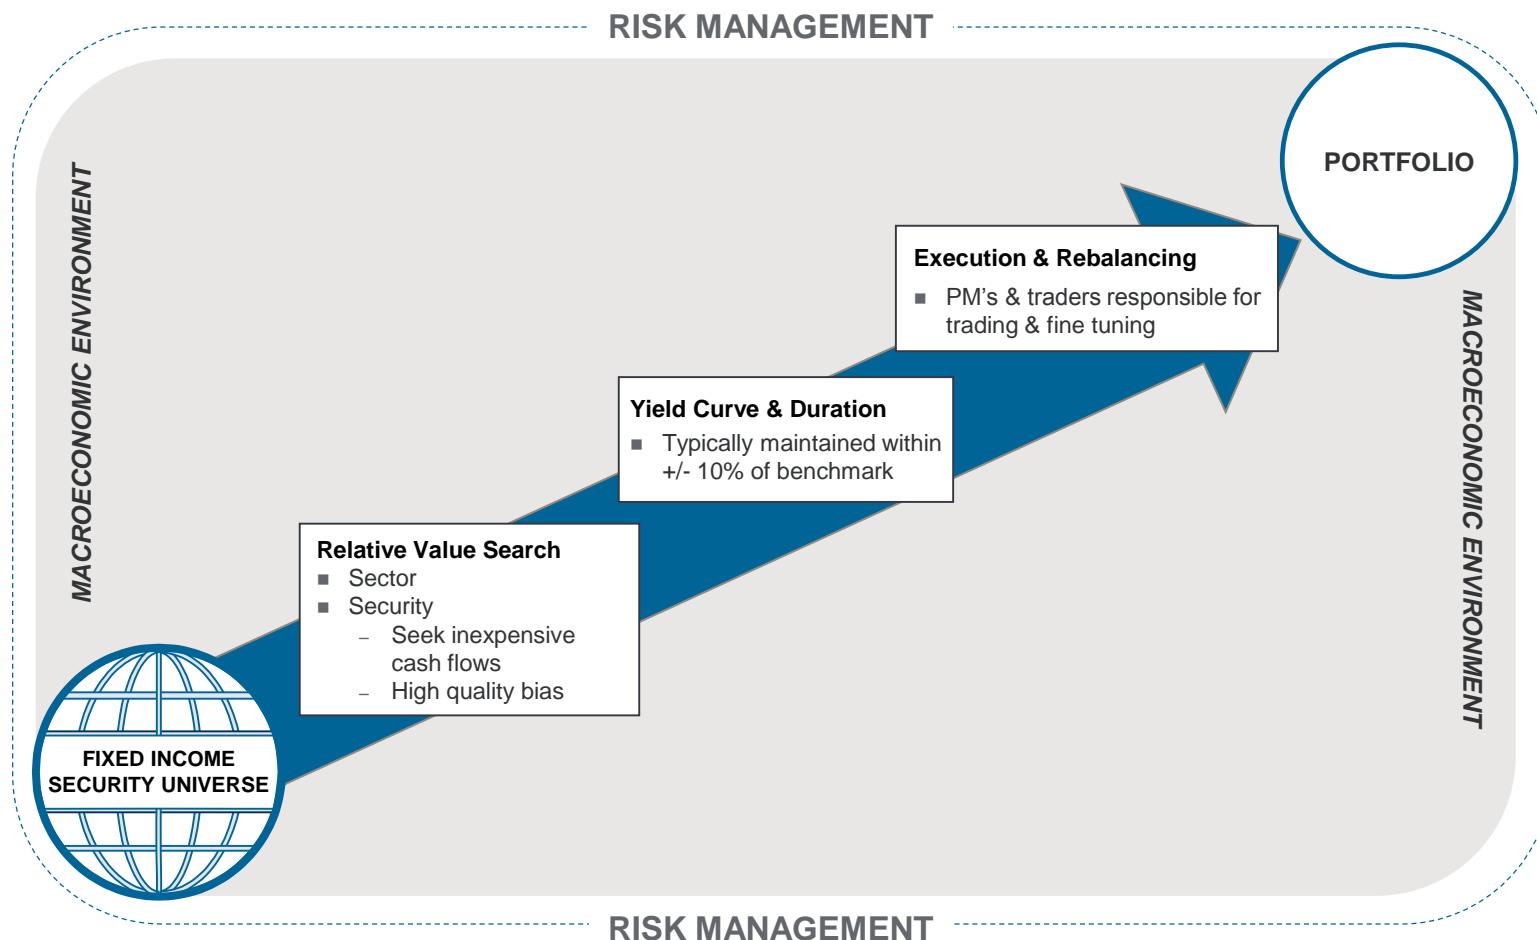 RISK MANAGEMENT
PORTFOLIO
MACROECONOMIC ENVIRONMENT
Execution & Rebalancing
■ PM’s & traders responsible for
trading & fine tuning
MACROECONOMIC ENVIRONMENT
Yield Curve & Duration
■ Typically maintained within
+/- 10% of benchmark
Relative Value Search
■ Sector
■ Security
– Seek inexpensive
cash flows
– High quality bias
FIXED INCOME
SECURITY UNIVERSE
RISK MANAGEMENT